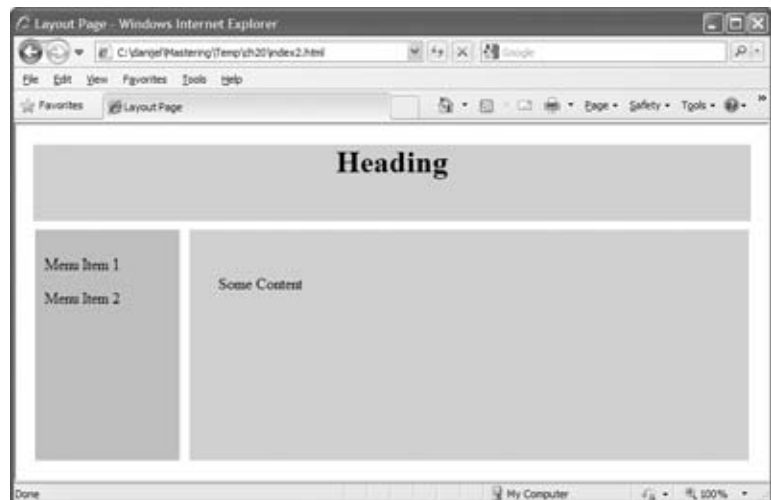 Layout Page - Windows Internet Explorer
C:\danijel\Mastering\Temp\ch20\index2.html
Google
File Edit View Favorites Tools Help
Favorites Layout Page Page Safety Tools
Heading
Menu Item 1
Menu Item 2
Some Content
Done My Computer 100%